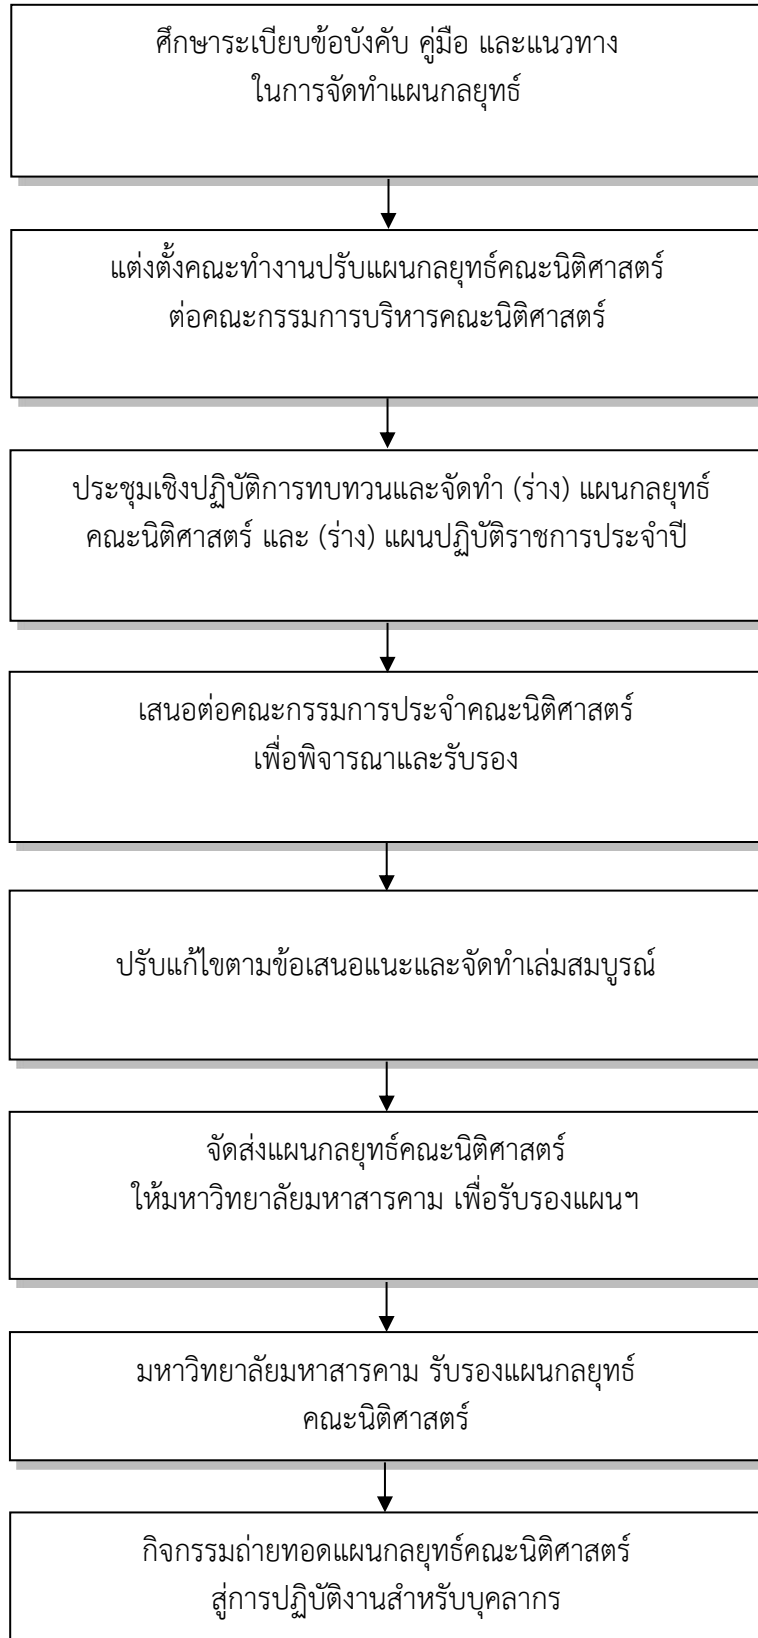 ศึกษาระเบียบข้อบังคับ คู่มือ และแนวทาง
ในการจัดทำแผนกลยุทธ์
แต่งตั้งคณะทำงานปรับแผนกลยุทธ์คณะนิติศาสตร์
ต่อคณะกรรมการบริหารคณะนิติศาสตร์
ประชุมเชิงปฏิบัติการทบทวนและจัดทำ (ร่าง) แผนกลยุทธ์
คณะนิติศาสตร์ และ (ร่าง) แผนปฏิบัติราชการประจำปี
เสนอต่อคณะกรรมการประจำคณะนิติศาสตร์
เพื่อพิจารณาและรับรอง
ปรับแก้ไขตามข้อเสนอแนะและจัดทำเล่มสมบูรณ์
จัดส่งแผนกลยุทธ์คณะนิติศาสตร์
ให้มหาวิทยาลัยมหาสารคาม เพื่อรับรองแผนฯ
มหาวิทยาลัยมหาสารคาม รับรองแผนกลยุทธ์
คณะนิติศาสตร์
กิจกรรมถ่ายทอดแผนกลยุทธ์คณะนิติศาสตร์
สู่การปฏิบัติงานสำหรับบุคลากร